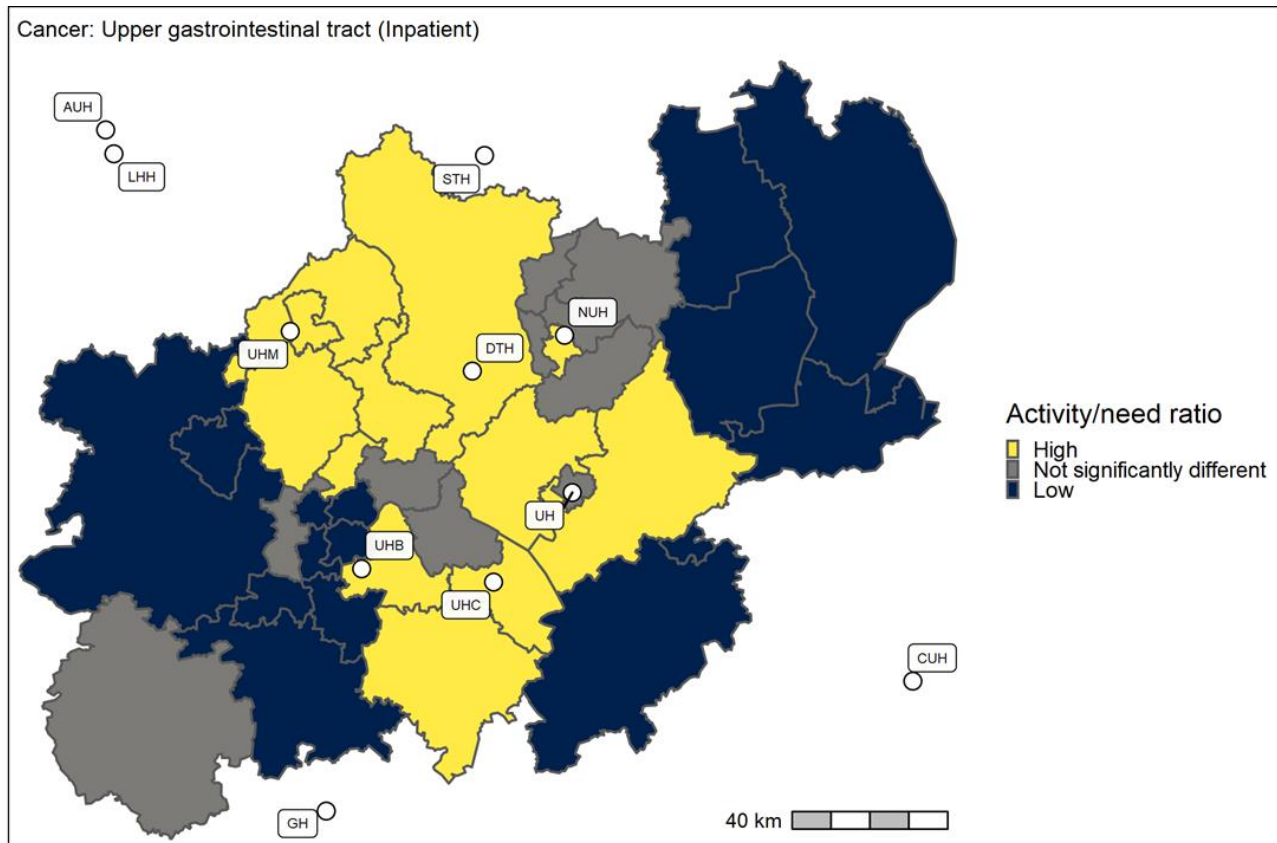 Cancer: Upper gastrointestinal tract (Inpatient)
AUH
LHH
STH
NUH
UHM
DTH
Activity/need ratio
High
Not significantly different
Low
UH
UHB
UHC
CUH
GH
40 km